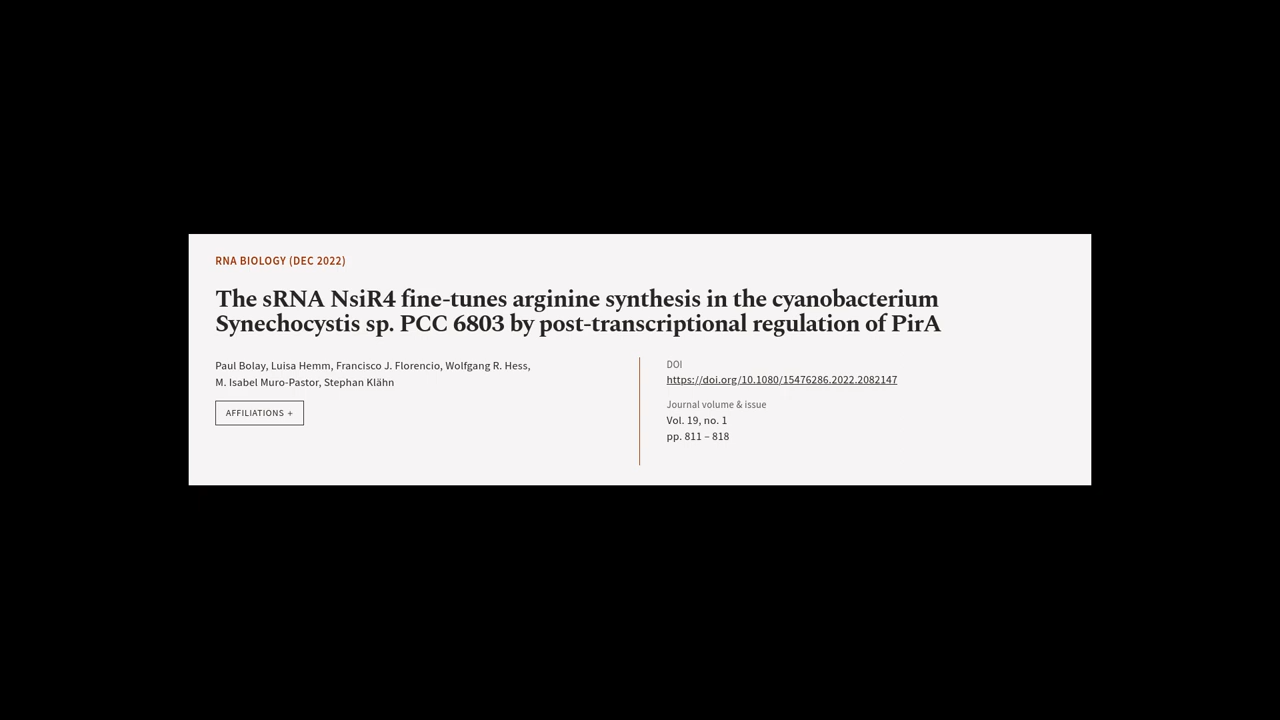 RNA BIOLOGY (DEC 2022)
The sRNA NsiR4 fine-tunes arginine synthesis in the cyanobacterium
Synechocystis sp. PCC 6803 by post-transcriptional regulation of PirA
Paul Bolay, Luisa Hemm, Francisco J. Florencio, Wolfgang R. Hess,
M. Isabel Muro-Pastor, Stephan Klähn
AFFILIATIONS +
DOI
https://doi.org/10.1080/15476286.2022.2082147
Journal volume & issue
Vol. 19, no. 1
pp. 811 – 818